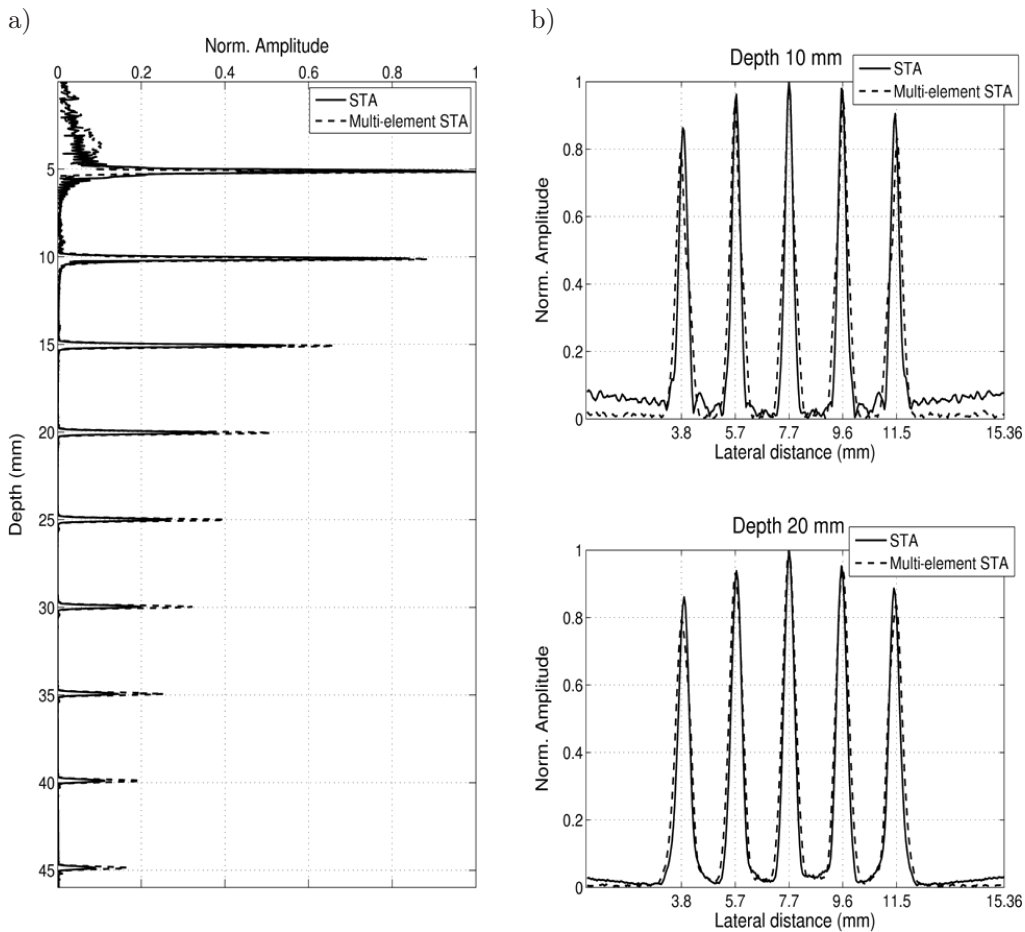 a)
Norm. Amplitude
0 0.2 0.4 0.6 0.8 1
STA
Multi-element STA
5
10
15
20
25
30
35
40
45
Depth (mm)
b)
Depth 10 mm
STA
Multi-element STA
1
0.8
0.6
0.4
0.2
0
Norm. Amplitude
3.8 5.7 7.7 9.6 11.5 15.36
Lateral distance (mm)
Depth 20 mm
STA
Multi-element STA
1
0.8
0.6
0.4
0.2
0
Norm. Amplitude
3.8 5.7 7.7 9.6 11.5 15.36
Lateral distance (mm)